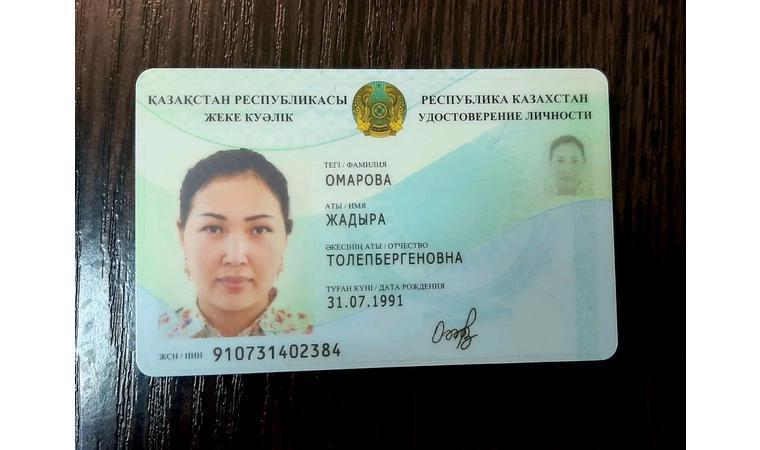 ҚАЗАҚСТАН РЕСПУБЛИКАСЫ
ЖЕКЕ КУӘЛІК
РЕСПУБЛИКА КАЗАХСТАН
УДОСТОВЕРЕНИЕ ЛИЧНОСТИ
ТЕГІ / ФАМИЛИЯ
ОМАРОВА
АТЫ / ИМЯ
ЖАДЫРА
ӘКЕСІНІҢ АТЫ / ОТЧЕСТВО
ТОЛЕПБЕРГЕНОВНА
ТУҒАН КҮНІ / ДАТА РОЖДЕНИЯ
31.07.1991
ЖСН / ИИН 910731402384